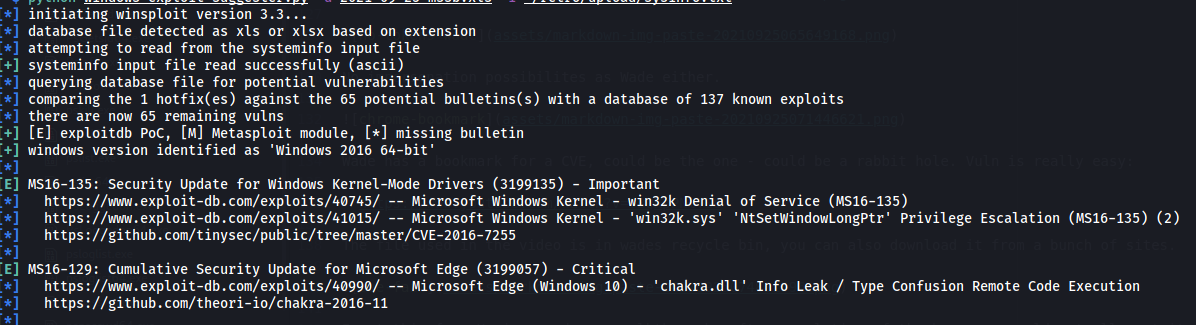 [*] initiating winsploit version 3.3...
[*] database file detected as xls or xlsx based on extension
[*] attempting to read from the systeminfo input file
[+] systeminfo input file read successfully (ascii)
[*] querying database file for potential vulnerabilities
[*] comparing the 1 hotfix(es) against the 65 potential bulletins(s) with a database of 137 known exploits
[*] there are now 65 remaining vulns
[+] [E] exploitdb PoC, [M] Metasploit module, [*] missing bulletin
[+] windows version identified as 'Windows 2016 64-bit'
[*]
[E] MS16-135: Security Update for Windows Kernel-Mode Drivers (3199135) - Important
[*] https://www.exploit-db.com/exploits/40745/ -- Microsoft Windows Kernel - win32k Denial of Service (MS16-135)
[*] https://www.exploit-db.com/exploits/41015/ -- Microsoft Windows Kernel - 'win32k.sys' 'NtSetWindowLongPtr' Privilege Escalation (MS16-135) (2)
[*] https://github.com/tinysec/public/tree/master/CVE-2016-7255
[*]
[E] MS16-129: Cumulative Security Update for Microsoft Edge (3199057) - Critical
[*] https://www.exploit-db.com/exploits/40990/ -- Microsoft Edge (Windows 10) - 'chakra.dll' Info Leak / Type Confusion Remote Code Execution
[*] https://github.com/theori-io/chakra-2016-11
[*]